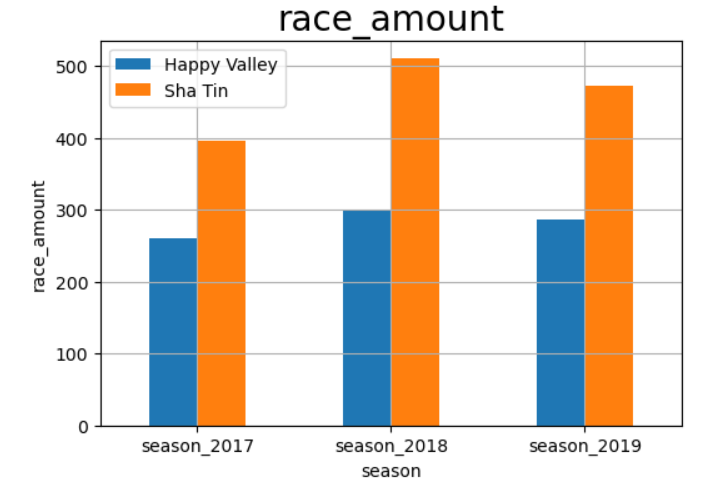 race_amount
Happy Valley
Sha Tin
race_amount
500
400
300
200
100
0
season_2017 season_2018 season_2019
season